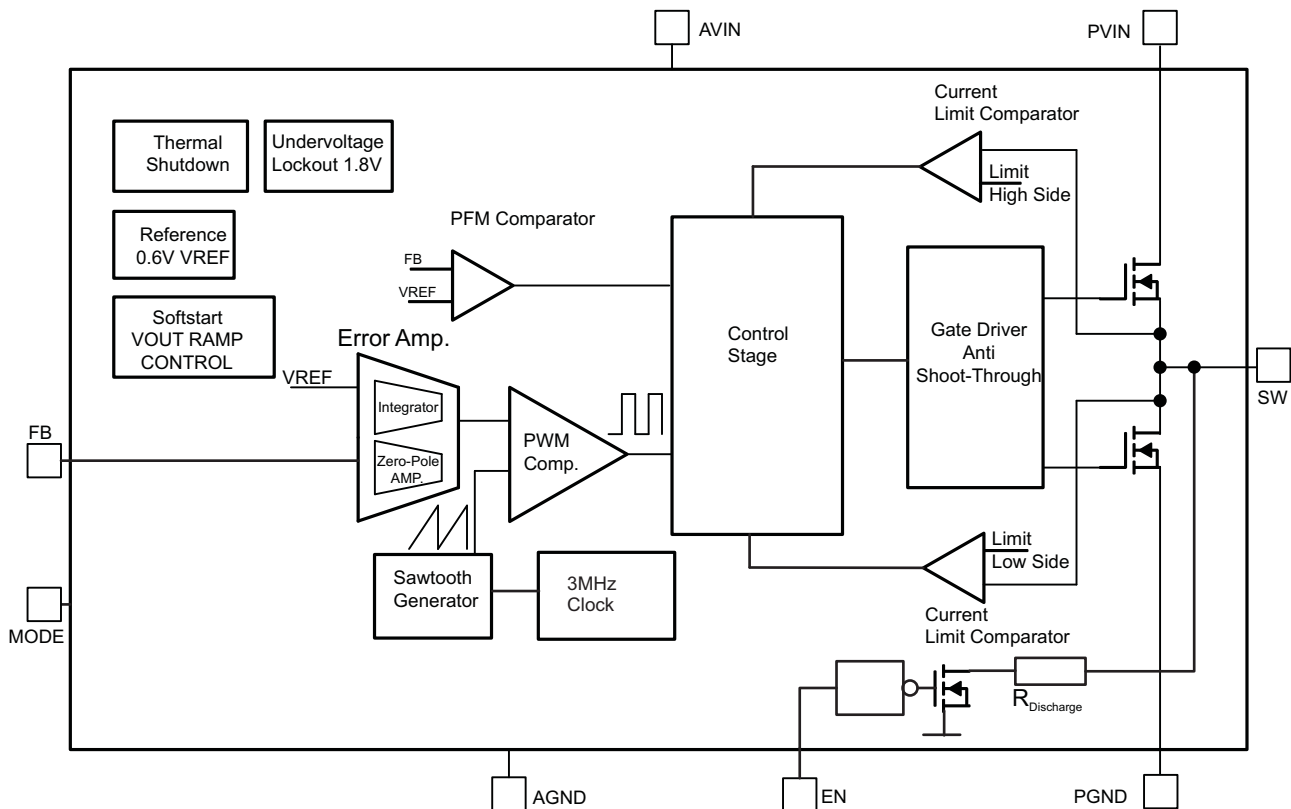 AVIN
PVIN
Current
Limit Comparator
Thermal
Shutdown
Undervoltage
Lockout 1.8V
Limit
High Side
PFM Comparator
Reference
0.6V VREF
FB
VREF
Softstart
VOUT RAMP
CONTROL
Error Amp.
Control
Stage
Gate Driver
Anti
Shoot-Through
VREF
Integrator
SW
FB
PWM
Comp.
Zero-Pole
AMP.
Limit
Low Side
Sawtooth
Generator
3MHz
Clock
MODE
Current
Limit Comparator
RDischarge
AGND
EN
PGND